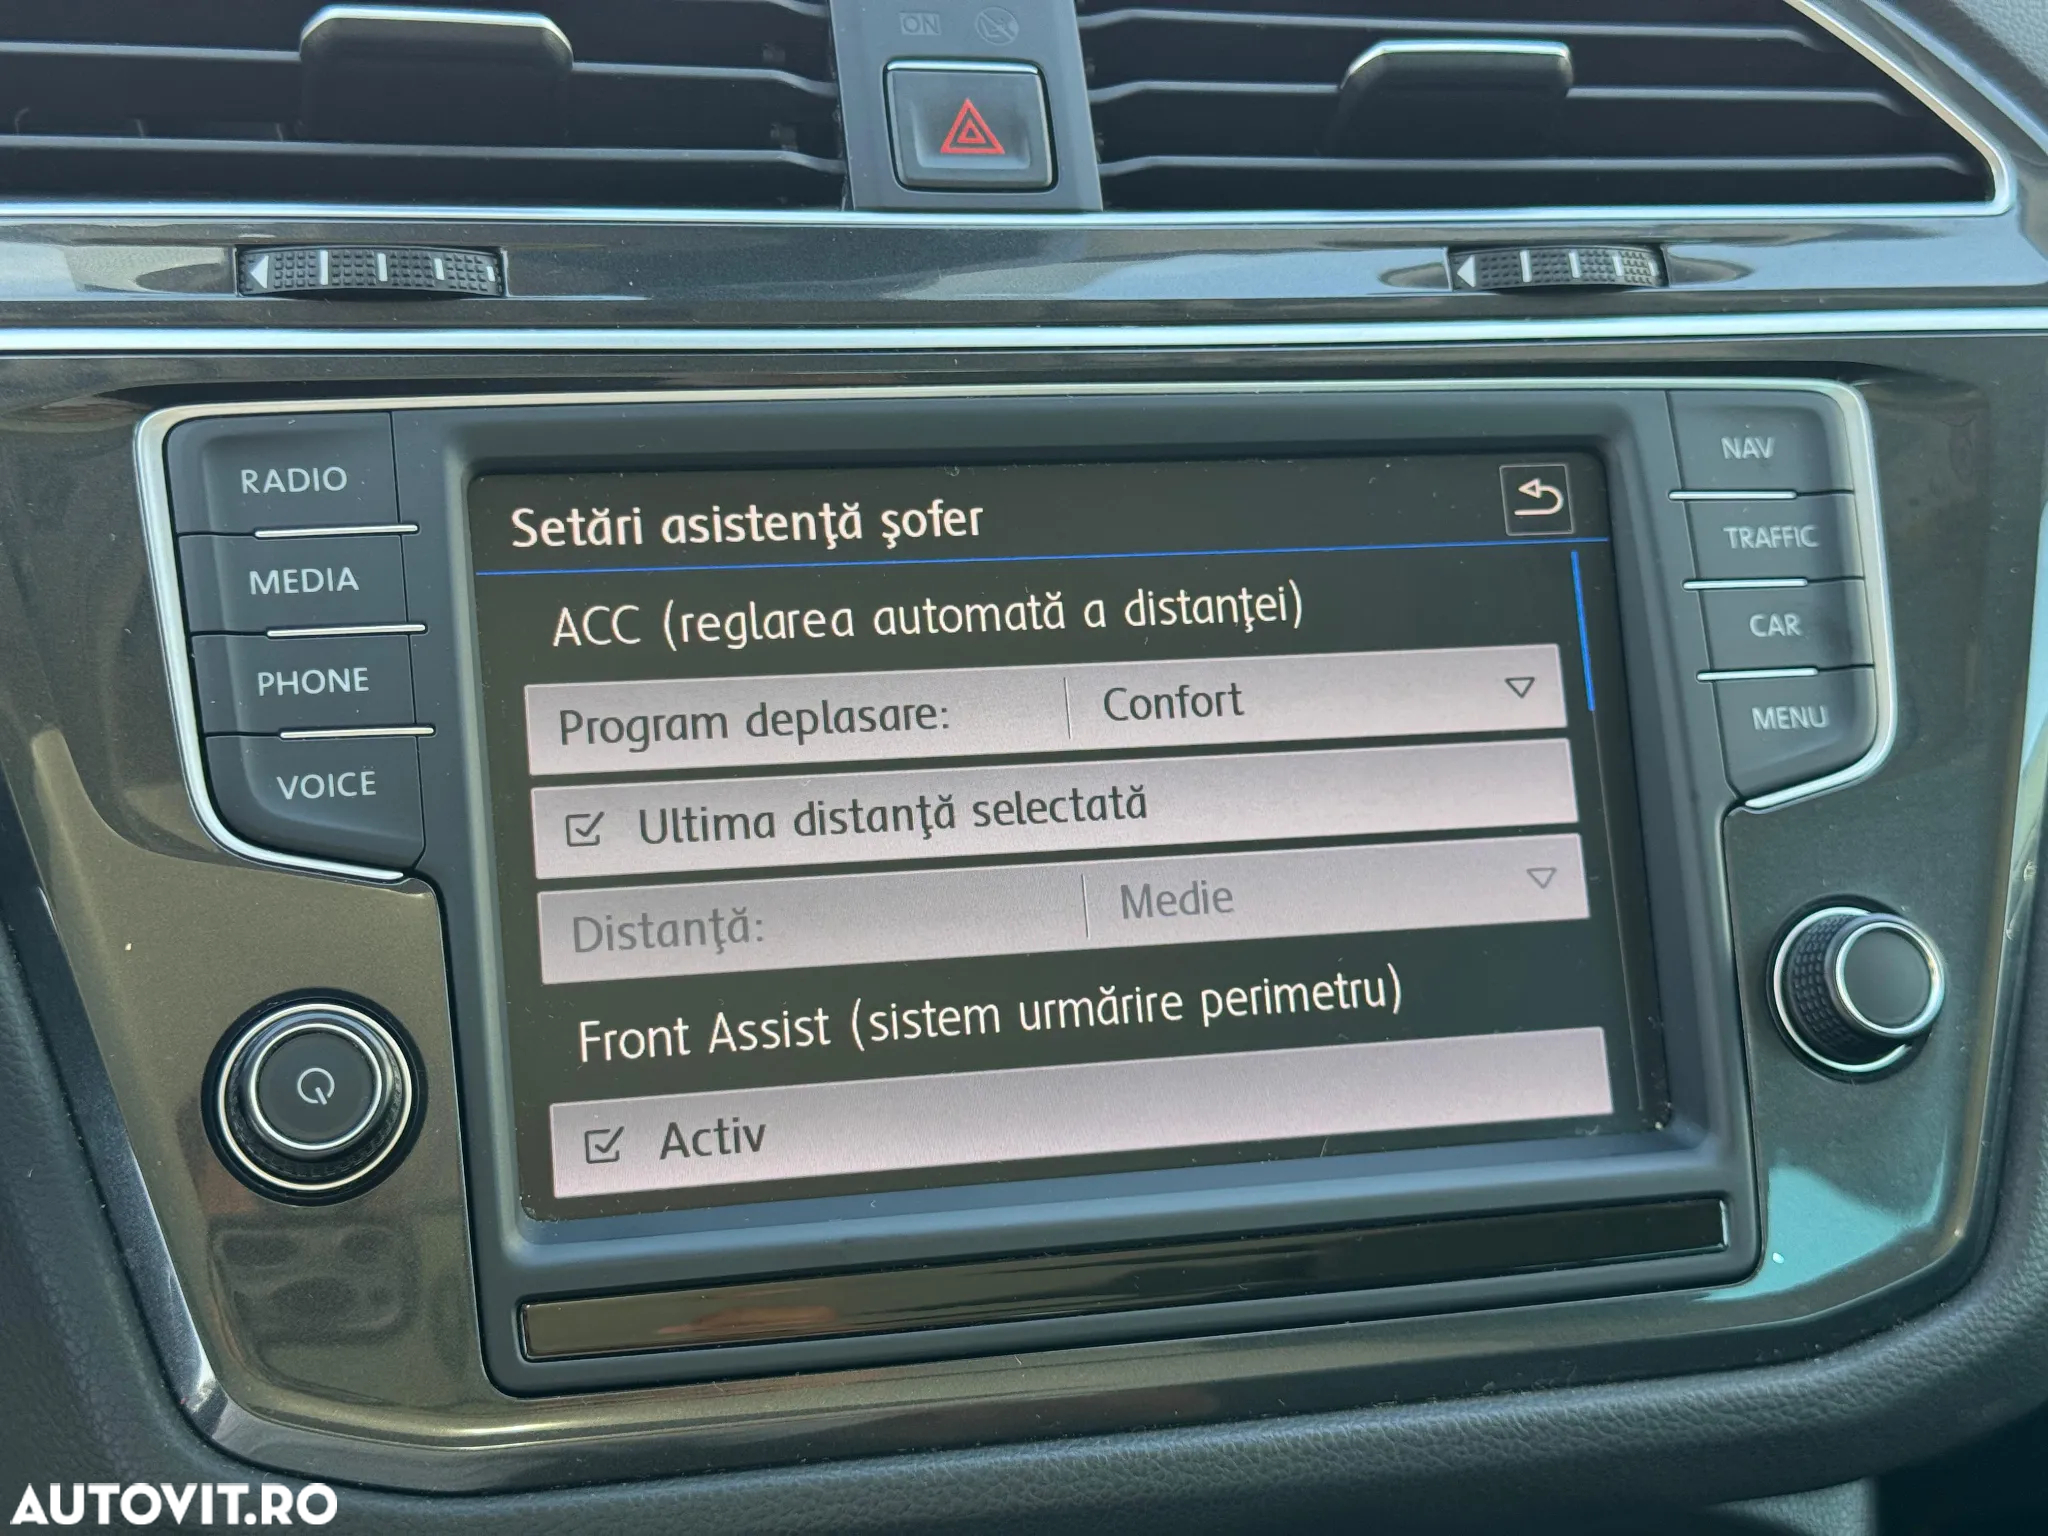 ON
RADIO
MEDIA
PHONE
VOICE
Setări asistenţă şofer
ACC (reglarea automată a distanţei)
Program deplasare: Confort
Ultima distanţă selectată
Distanţă: Medie
Front Assist (sistem urmărire perimetru)
Activ
NAV
TRAFFIC
CAR
MENU
AUTOVIT.RO